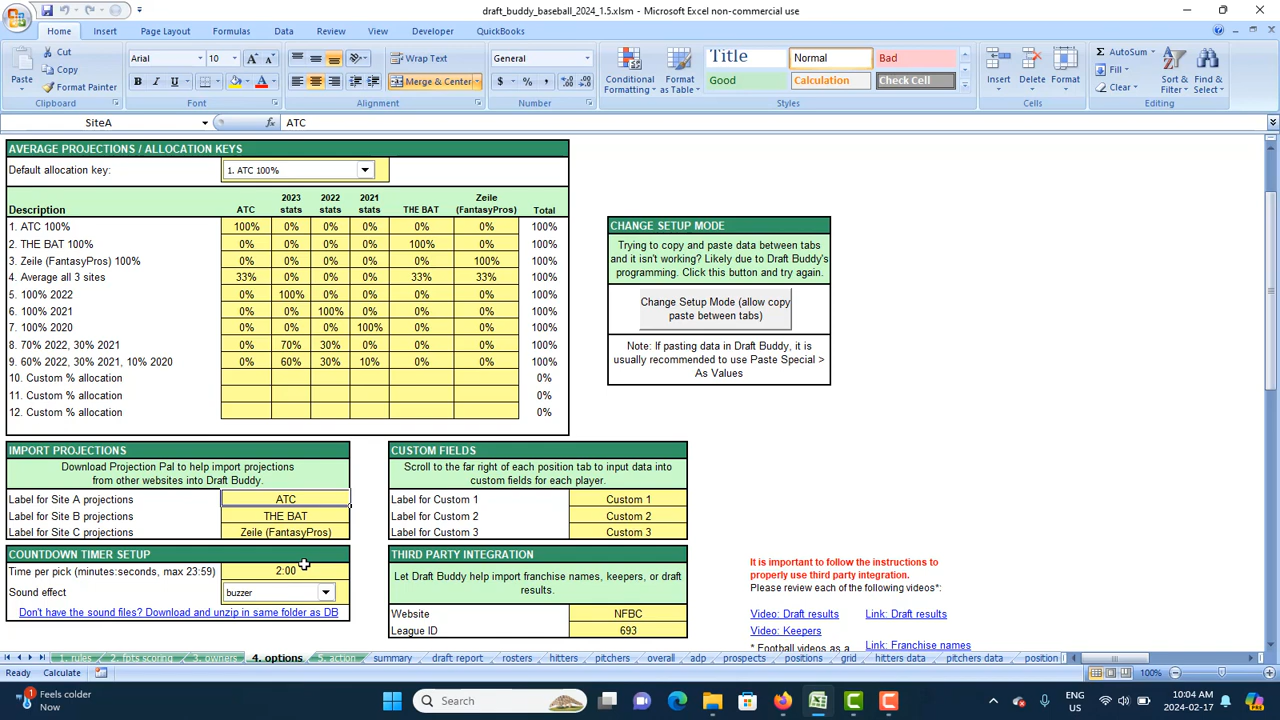 draft_buddy_baseball_2024_1.5.xlsm - Microsoft Excel non-commercial use
Home Insert Page Layout Formulas Data Review View Developer QuickBooks
Paste
Cut
Copy
Format Painter
Arial 10
B I U
Wrap Text
Merge & Center
General
$ % ,
Conditional Formatting
Format as Table
Title Normal Bad
Good Calculation Check Cell
Insert Delete Format
AutoSum
Fill
Clear
Sort & Filter
Find & Select
Clipboard Font Alignment Number Styles Cells Editing
SiteA fx ATC
AVERAGE PROJECTIONS / ALLOCATION KEYS
Default allocation key: 1. ATC 100%
Description ATC 2023 stats 2022 stats 2021 stats THE BAT Zeile (FantasyPros) Total
1. ATC 100% 100% 0% 0% 0% 0% 0% 100%
2. THE BAT 100% 0% 0% 0% 0% 100% 0% 100%
3. Zeile (FantasyPros) 100% 0% 0% 0% 0% 0% 100% 100%
4. Average all 3 sites 33% 0% 0% 0% 33% 33% 100%
5. 100% 2022 0% 100% 0% 0% 0% 0% 100%
6. 100% 2021 0% 0% 100% 0% 0% 0% 100%
7. 100% 2020 0% 0% 0% 100% 0% 0% 100%
8. 70% 2022, 30% 2021 0% 70% 30% 0% 0% 0% 100%
9. 60% 2022, 30% 2021, 10% 2020 0% 60% 30% 10% 0% 0% 100%
10. Custom % allocation 0%
11. Custom % allocation 0%
12. Custom % allocation 0%
CHANGE SETUP MODE
Trying to copy and paste data between tabs
and it isn't working? Likely due to Draft Buddy's
programming. Click this button and try again.
Change Setup Mode (allow copy
paste between tabs)
Note: If pasting data in Draft Buddy, it is
usually recommended to use Paste Special >
As Values
IMPORT PROJECTIONS
Download Projection Pal to help import projections
from other websites into Draft Buddy.
Label for Site A projections ATC
Label for Site B projections THE BAT
Label for Site C projections Zeile (FantasyPros)
CUSTOM FIELDS
Scroll to the far right of each position tab to input data into
custom fields for each player.
Label for Custom 1 Custom 1
Label for Custom 2 Custom 2
Label for Custom 3 Custom 3
COUNTDOWN TIMER SETUP
Time per pick (minutes:seconds, max 23:59) 2:00
Sound effect buzzer
Don't have the sound files? Download and unzip in same folder as DB
THIRD PARTY INTEGRATION
Let Draft Buddy help import franchise names, keepers, or draft
results.
Website NFBC
League ID 693
It is important to follow the instructions to
properly use third party integration.
Please review each of the following videos*:
Video: Draft results Link: Draft results
Video: Keepers
Link: Franchise names
* Football videos as a
1. rules 2. fpts scoring 3. owners 4. options 5. action summary draft report rosters hitters pitchers overall adp prospects positions grid hitters data pitchers data position
Ready Calculate 100%
Feels colder
Now
Search
ENG
CA
10:04 AM
2024-02-17